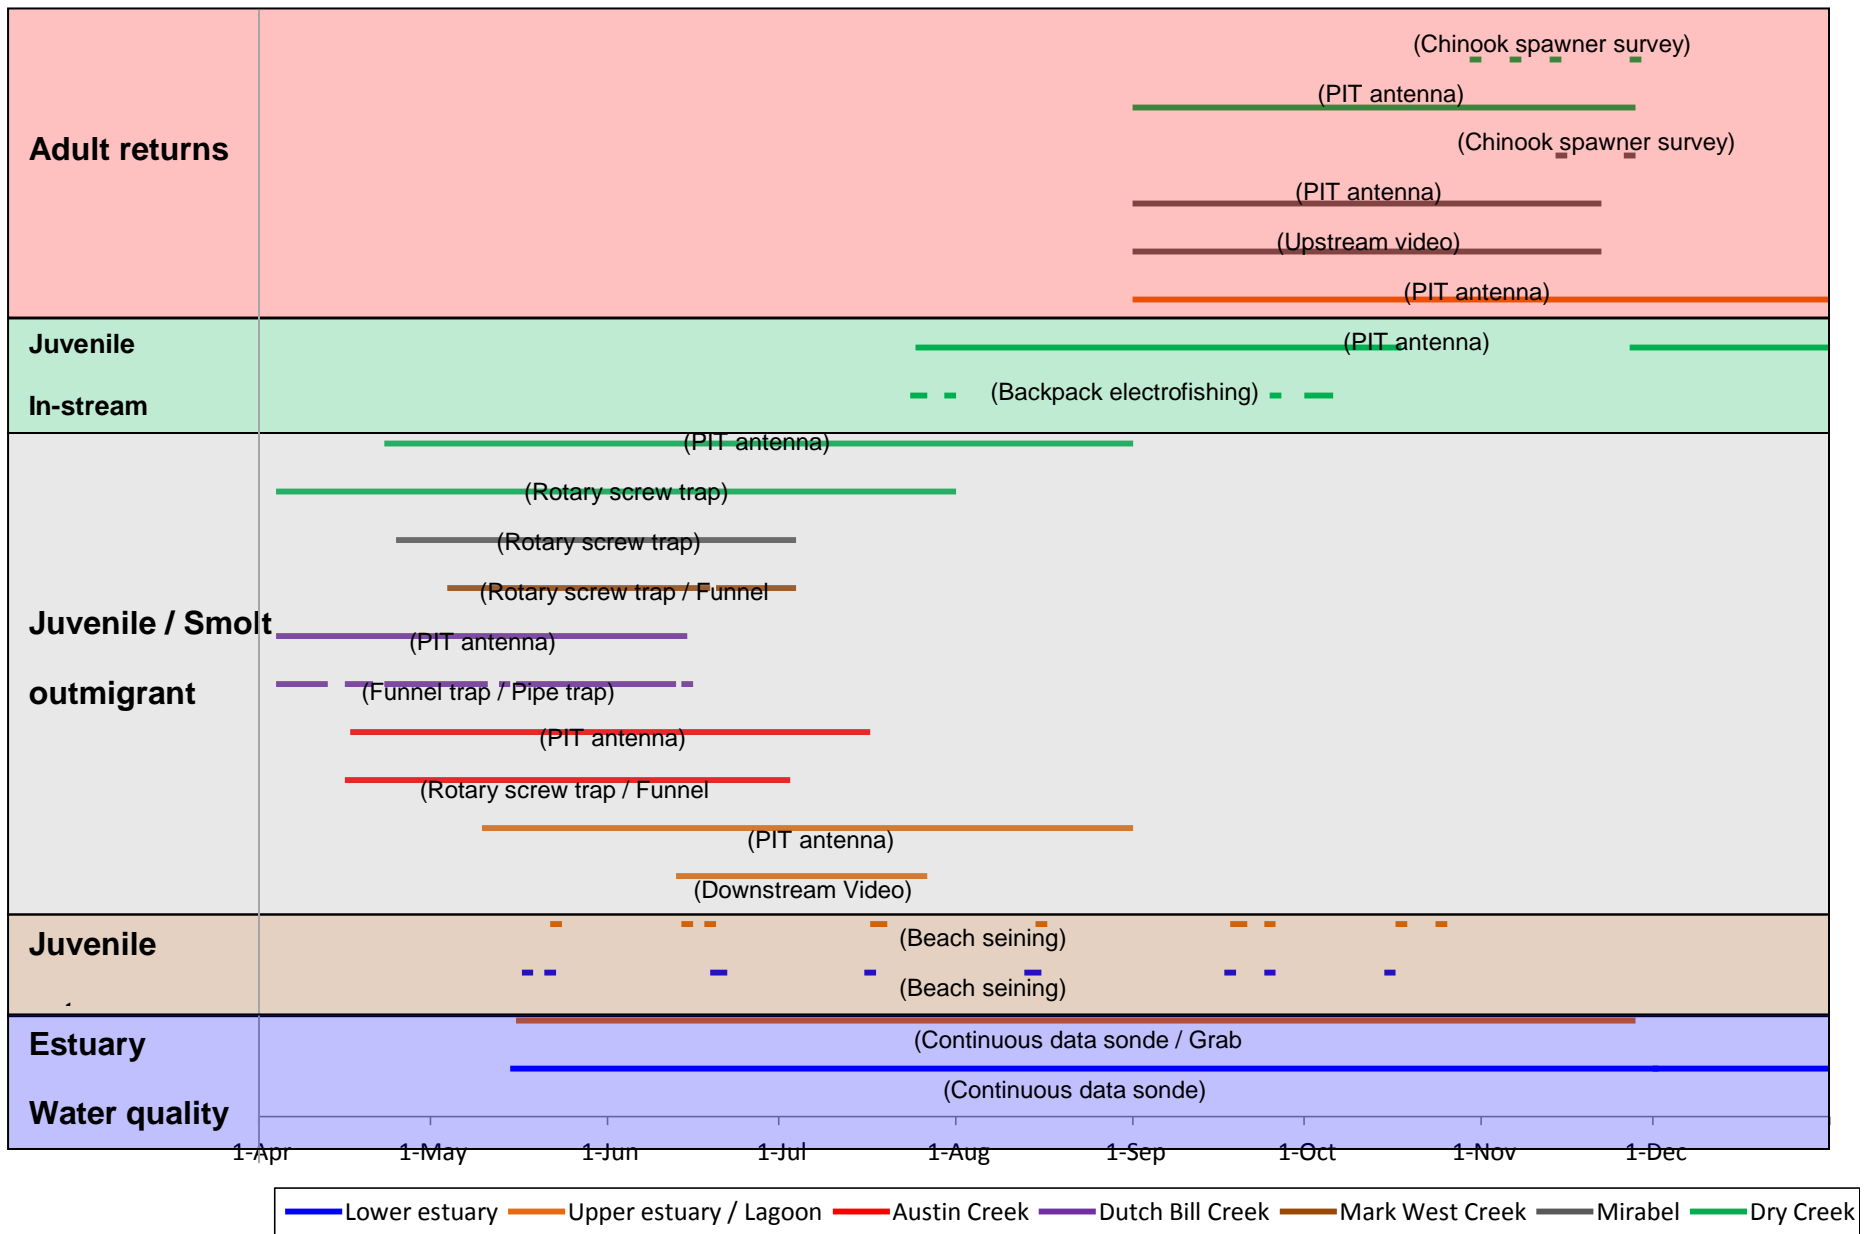 (Chinook spawner survey)
(PIT antenna)
Adult returns
(Chinook spawner survey)
(PIT antenna)
(Upstream video)
(PIT antenna)
Juvenile
(PIT antenna)
In-stream
(Backpack electrofishing)
(PIT antenna)
(Rotary screw trap)
(Rotary screw trap)
(Rotary screw trap / Funnel
Juvenile / Smolt
(PIT antenna)
outmigrant
(Funnel trap / Pipe trap)
(PIT antenna)
(Rotary screw trap / Funnel
(PIT antenna)
(Downstream Video)
Juvenile
(Beach seining)
(Beach seining)
Estuary
(Continuous data sonde / Grab
(Continuous data sonde)
Water quality
1-Apr 1-May 1-Jun 1-Jul 1-Aug 1-Sep 1-Oct 1-Nov 1-Dec
Lower estuary Upper estuary / Lagoon Austin Creek Dutch Bill Creek Mark West Creek Mirabel Dry Creek